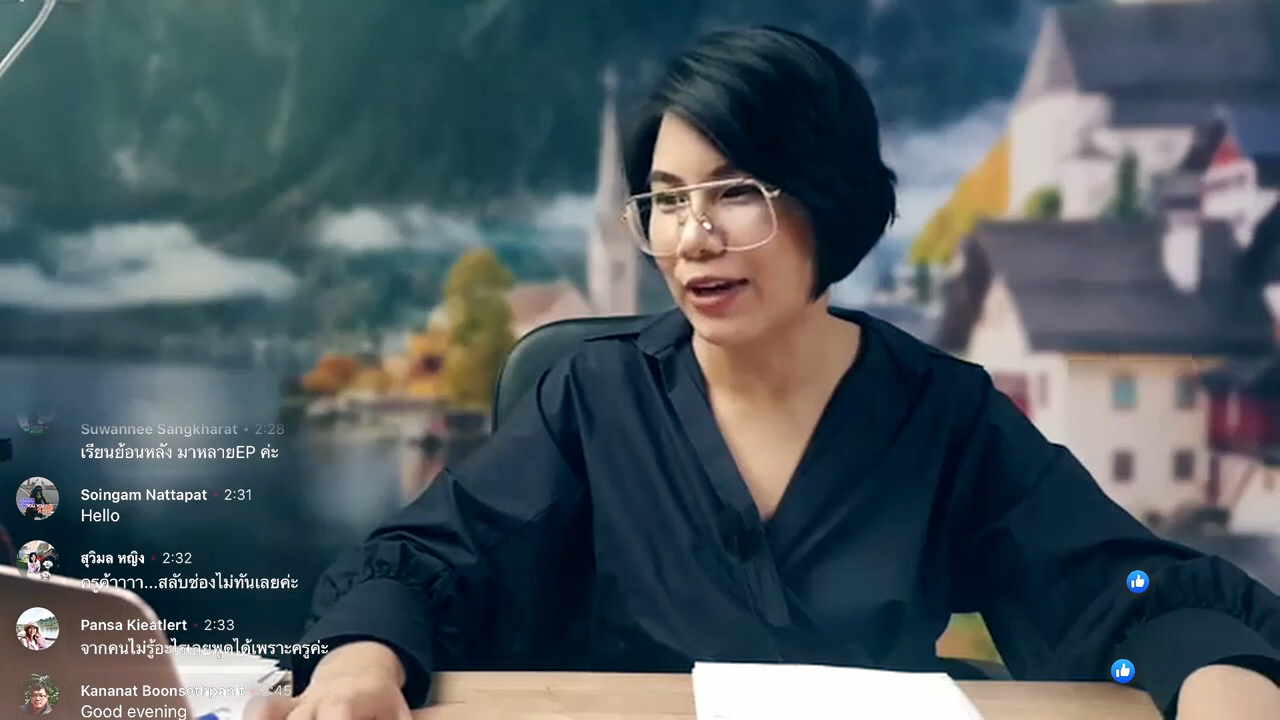 Suwannee Sangkharat • 2:28
เรียนย้อนหลัง มาหลายEP ค่ะ
Soingam Nattapat • 2:31
Hello
สุวิมล หญิง • 2:32
ครูค้าาาา...สลับช่องไม่ทันเลยค่ะ
Pansa Kieatlert • 2:33
จากคนไม่รู้อะไรเลยพูดได้เพราะครูค่ะ
Kananat 2:45
Good evening